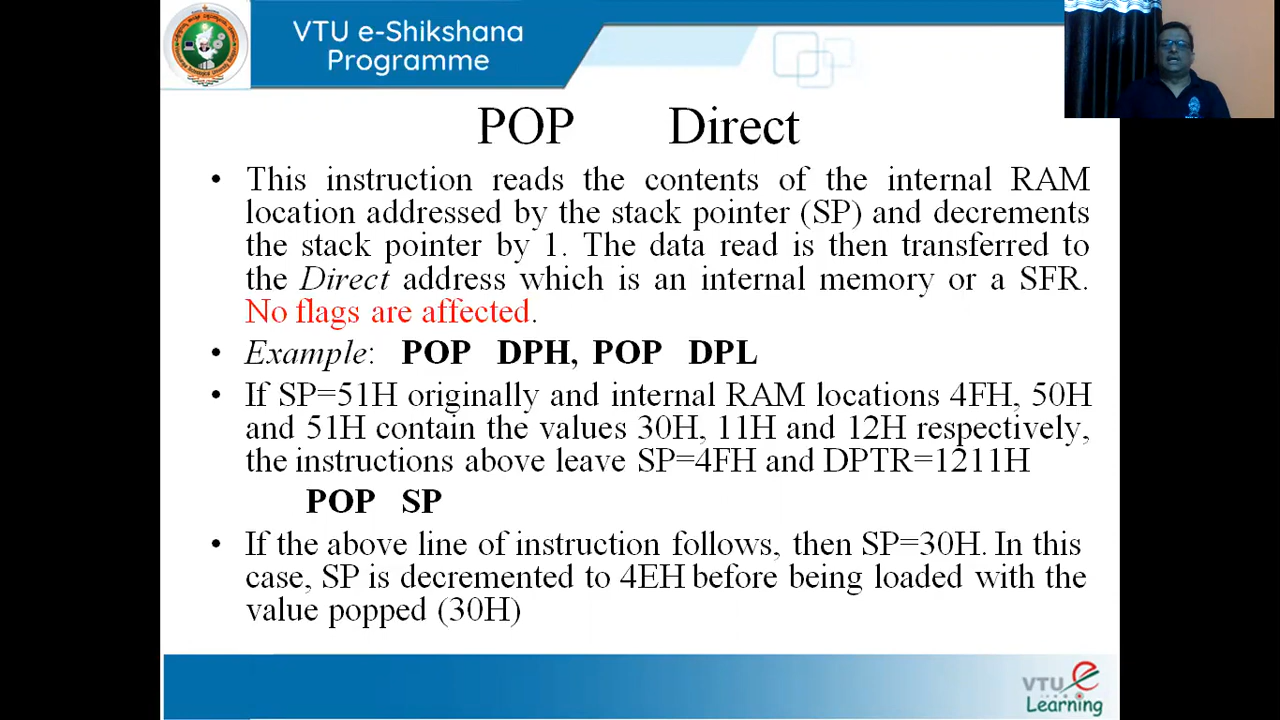 VTU e-Shikshana
Programme
POP Direct
• This instruction reads the contents of the internal RAM
location addressed by the stack pointer (SP) and decrements
the stack pointer by 1. The data read is then transferred to
the Direct address which is an internal memory or a SFR.
No flags are affected.
• Example: POP DPH, POP DPL
• If SP=51H originally and internal RAM locations 4FH, 50H
and 51H contain the values 30H, 11H and 12H respectively,
the instructions above leave SP=4FH and DPTR=1211H
POP SP
• If the above line of instruction follows, then SP=30H. In this
case, SP is decremented to 4EH before being loaded with the
value popped (30H)
VTU e
Learning